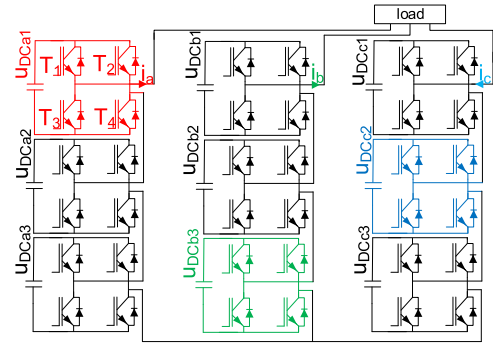 load
uDCa1 T1 T2 ia uDCb1 ib uDCc1 ic
T3 T4
uDCa2 uDCb2 uDCc2
uDCa3 uDCb3 uDCc3